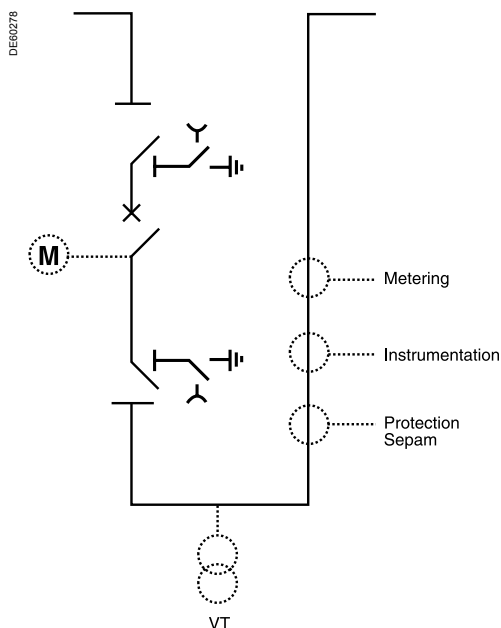 DE60278
M
Metering
Instrumentation
Protection
Sepam
VT